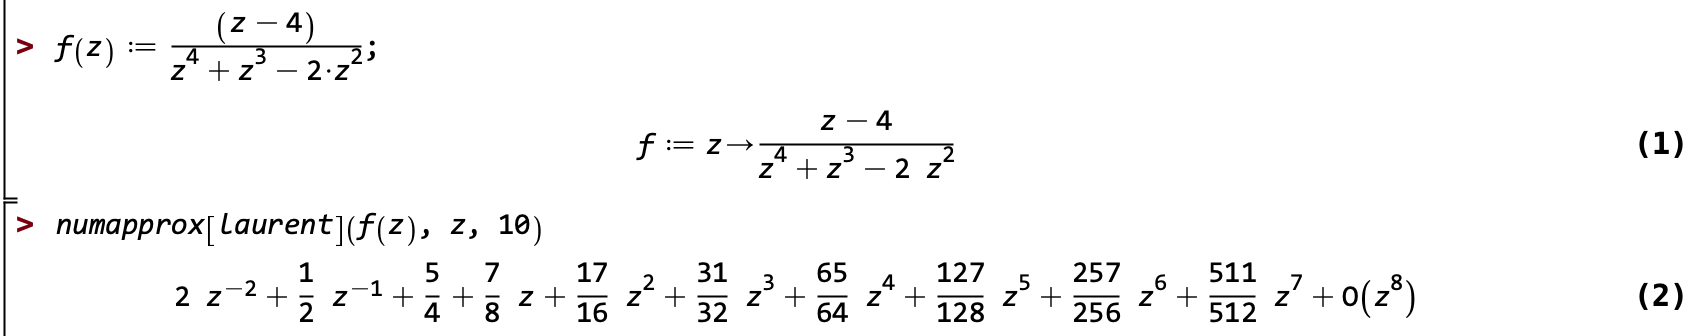 > f(z) := (z − 4) / (z^4 + z^3 − 2·z^2);
f := z → (z − 4) / (z^4 + z^3 − 2 z^2) (1)
> numapprox[laurent](f(z), z, 10)
2 z^−2 + 1/2 z^−1 + 5/4 + 7/8 z + 17/16 z^2 + 31/32 z^3 + 65/64 z^4 + 127/128 z^5 + 257/256 z^6 + 511/512 z^7 + O(z^8) (2)